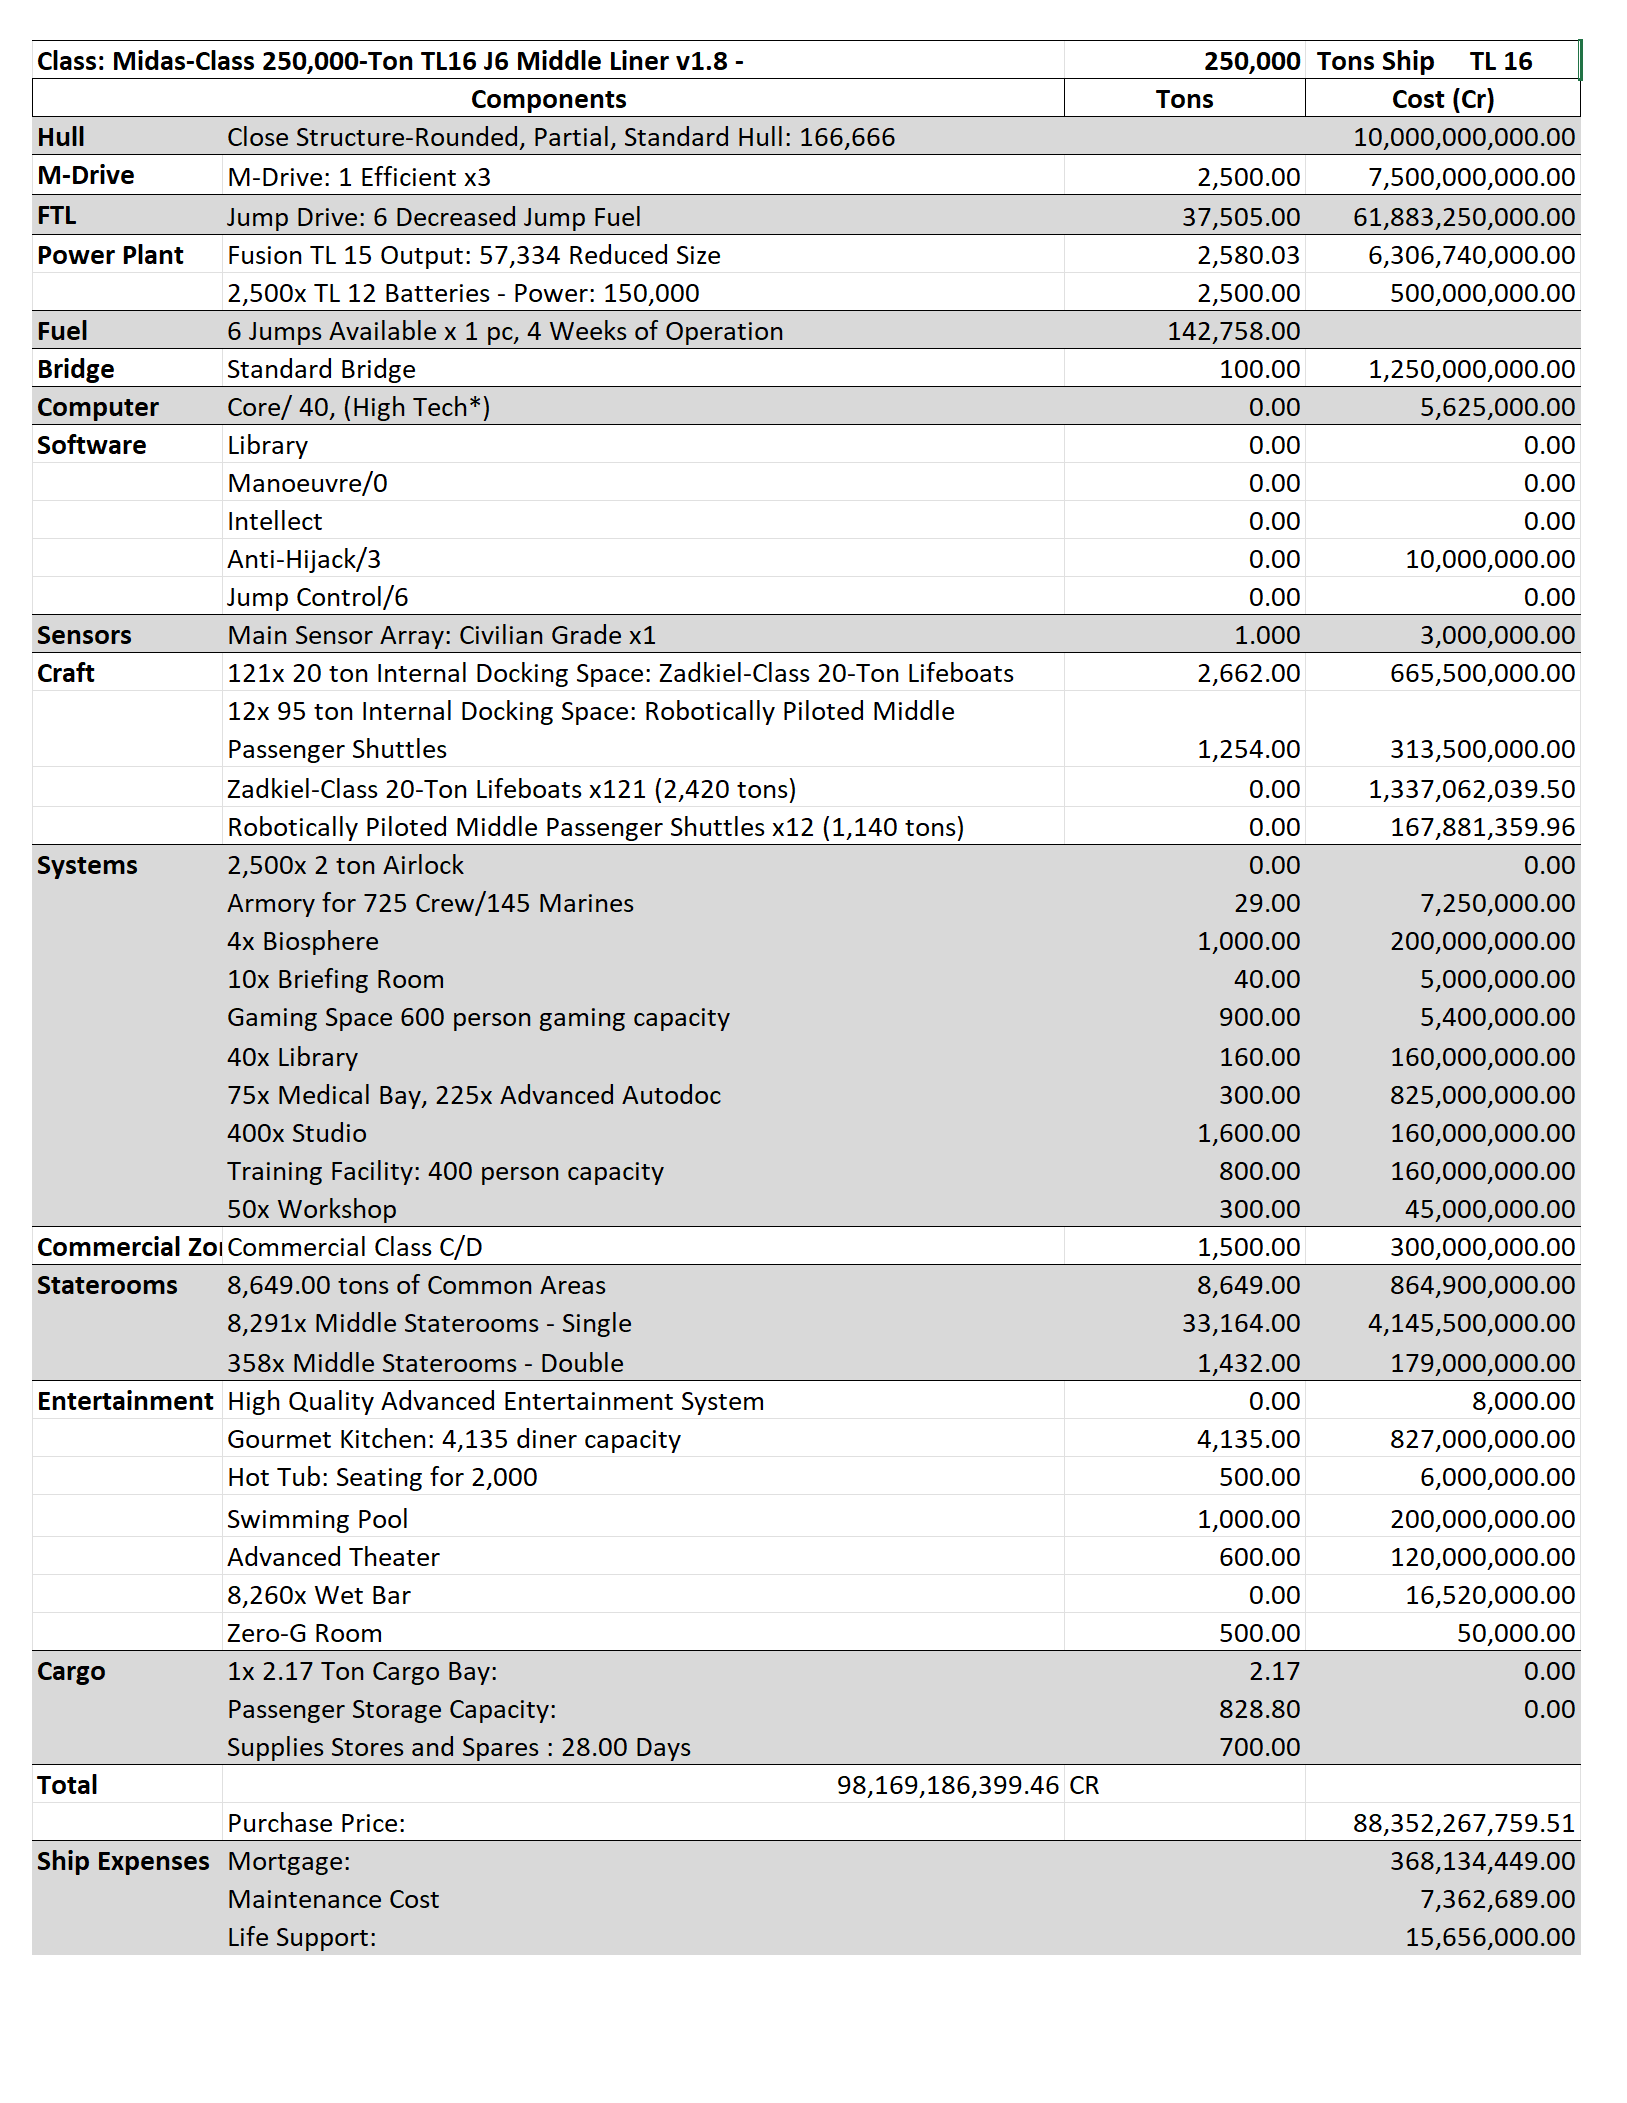 Class: Midas-Class 250,000-Ton TL16 J6 Middle Liner v1.8 - 250,000 Tons Ship TL 16
Components Tons Cost (Cr)
Hull Close Structure-Rounded, Partial, Standard Hull: 166,666 10,000,000,000.00
M-Drive M-Drive: 1 Efficient x3 2,500.00 7,500,000,000.00
FTL Jump Drive: 6 Decreased Jump Fuel 37,505.00 61,883,250,000.00
Power Plant Fusion TL 15 Output: 57,334 Reduced Size 2,580.03 6,306,740,000.00
2,500x TL 12 Batteries - Power: 150,000 2,500.00 500,000,000.00
Fuel 6 Jumps Available x 1 pc, 4 Weeks of Operation 142,758.00
Bridge Standard Bridge 100.00 1,250,000,000.00
Computer Core/ 40, (High Tech*) 0.00 5,625,000.00
Software Library 0.00 0.00
Manoeuvre/0 0.00 0.00
Intellect 0.00 0.00
Anti-Hijack/3 0.00 10,000,000.00
Jump Control/6 0.00 0.00
Sensors Main Sensor Array: Civilian Grade x1 1.000 3,000,000.00
Craft 121x 20 ton Internal Docking Space: Zadkiel-Class 20-Ton Lifeboats 2,662.00 665,500,000.00
12x 95 ton Internal Docking Space: Robotically Piloted Middle
Passenger Shuttles 1,254.00 313,500,000.00
Zadkiel-Class 20-Ton Lifeboats x121 (2,420 tons) 0.00 1,337,062,039.50
Robotically Piloted Middle Passenger Shuttles x12 (1,140 tons) 0.00 167,881,359.96
Systems 2,500x 2 ton Airlock 0.00 0.00
Armory for 725 Crew/145 Marines 29.00 7,250,000.00
4x Biosphere 1,000.00 200,000,000.00
10x Briefing Room 40.00 5,000,000.00
Gaming Space 600 person gaming capacity 900.00 5,400,000.00
40x Library 160.00 160,000,000.00
75x Medical Bay, 225x Advanced Autodoc 300.00 825,000,000.00
400x Studio 1,600.00 160,000,000.00
Training Facility: 400 person capacity 800.00 160,000,000.00
50x Workshop 300.00 45,000,000.00
Commercial Zo Commercial Class C/D 1,500.00 300,000,000.00
Staterooms 8,649.00 tons of Common Areas 8,649.00 864,900,000.00
8,291x Middle Staterooms - Single 33,164.00 4,145,500,000.00
358x Middle Staterooms - Double 1,432.00 179,000,000.00
Entertainment High Quality Advanced Entertainment System 0.00 8,000.00
Gourmet Kitchen: 4,135 diner capacity 4,135.00 827,000,000.00
Hot Tub: Seating for 2,000 500.00 6,000,000.00
Swimming Pool 1,000.00 200,000,000.00
Advanced Theater 600.00 120,000,000.00
8,260x Wet Bar 0.00 16,520,000.00
Zero-G Room 500.00 50,000.00
Cargo 1x 2.17 Ton Cargo Bay: 2.17 0.00
Passenger Storage Capacity: 828.80 0.00
Supplies Stores and Spares : 28.00 Days 700.00
Total 98,169,186,399.46 CR
Purchase Price: 88,352,267,759.51
Ship Expenses Mortgage: 368,134,449.00
Maintenance Cost 7,362,689.00
Life Support: 15,656,000.00